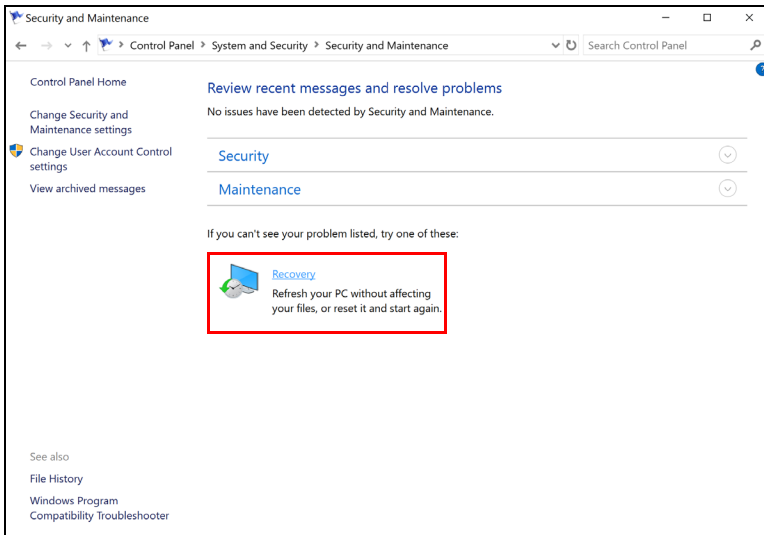 Security and Maintenance
Control Panel > System and Security > Security and Maintenance
Search Control Panel
?
Control Panel Home
Change Security and
Maintenance settings
Change User Account Control
settings
View archived messages
Review recent messages and resolve problems
No issues have been detected by Security and Maintenance.
Security
Maintenance
If you can't see your problem listed, try one of these:
Recovery
Refresh your PC without affecting
your files, or reset it and start again.
See also
File History
Windows Program
Compatibility Troubleshooter